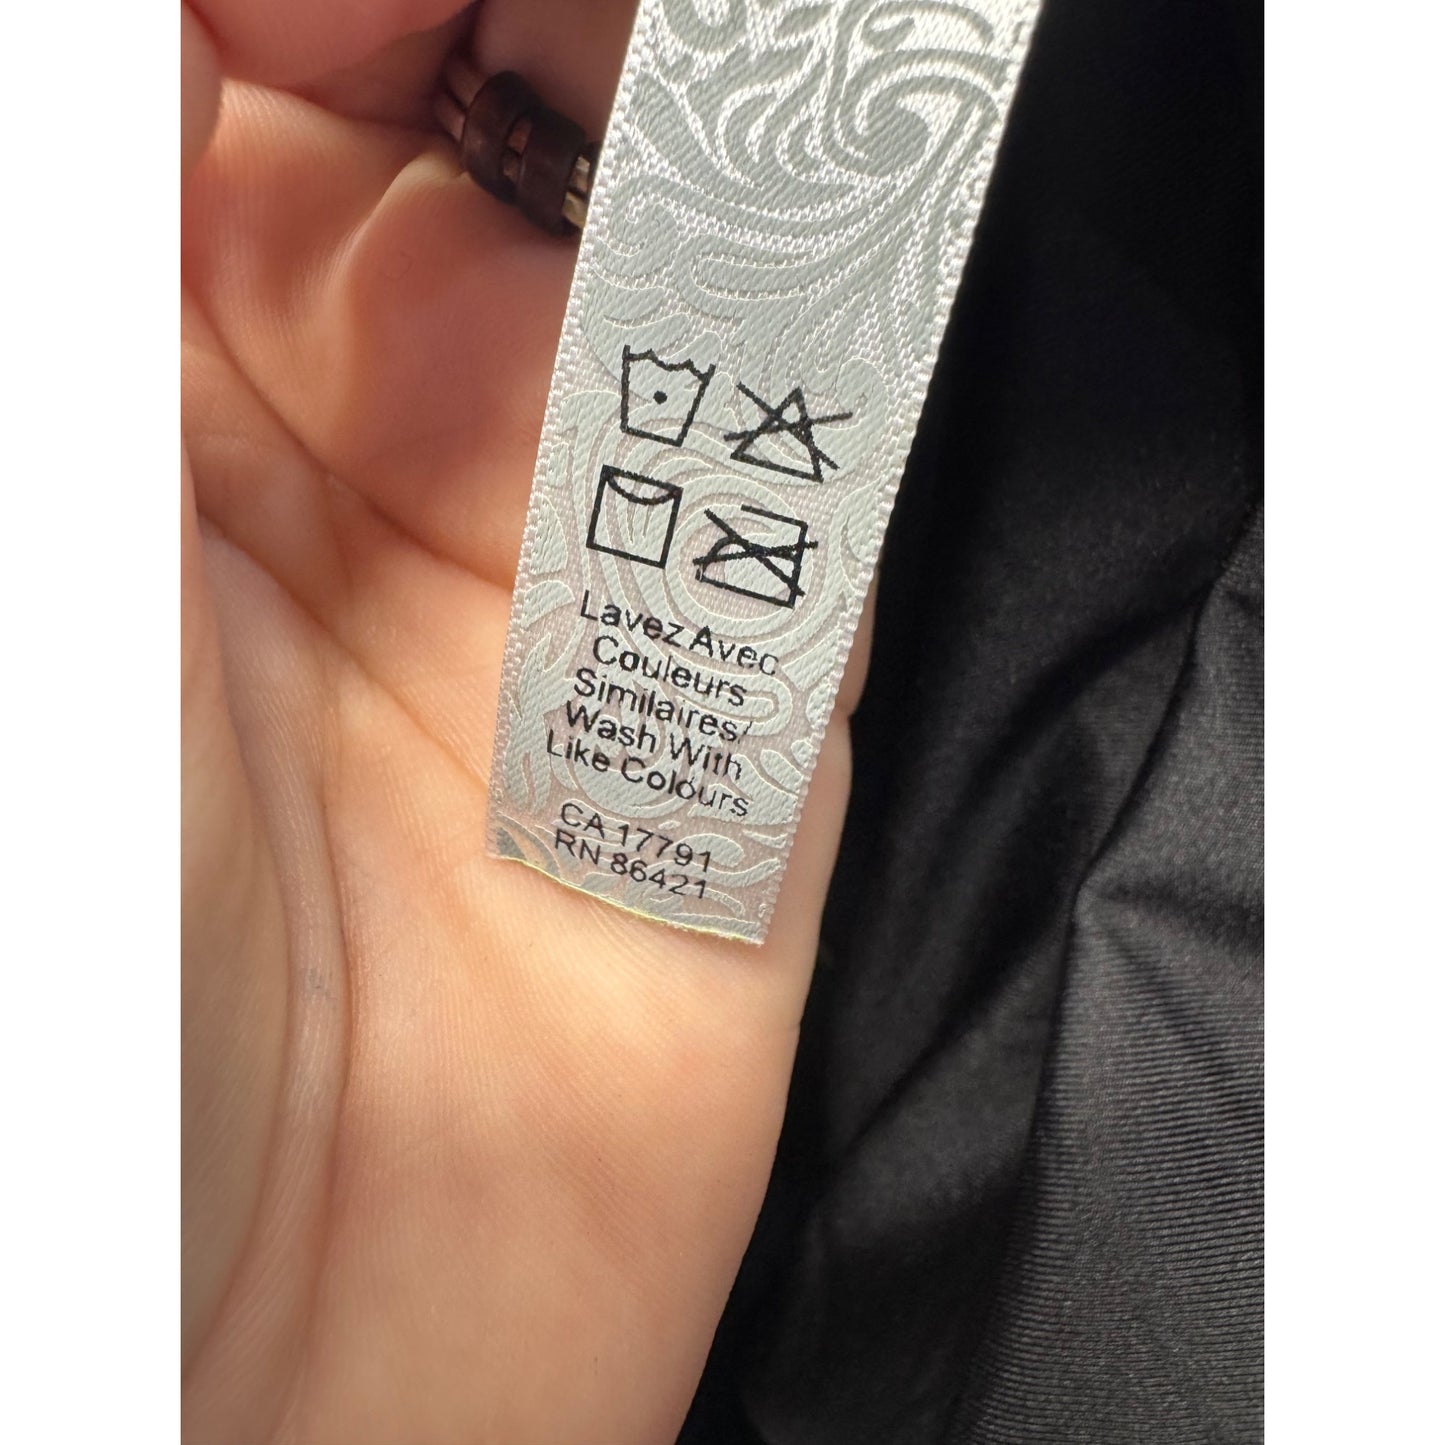 Lavez Avec
Couleurs
Similaires/
Wash With
Like Colours
CA 17791
RN 86421